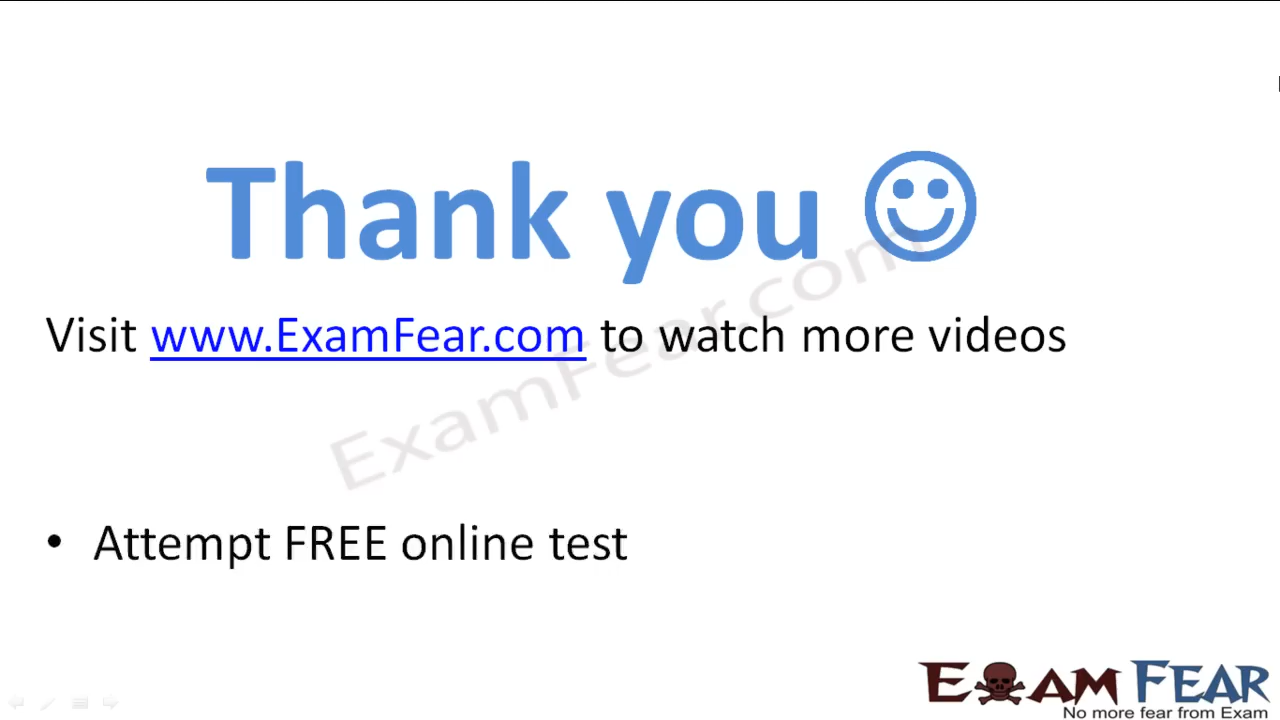 Thank you
Visit www.ExamFear.com to watch more videos
ExamFear.com
• Attempt FREE online test
EXAM FEAR
No more fear from Exam